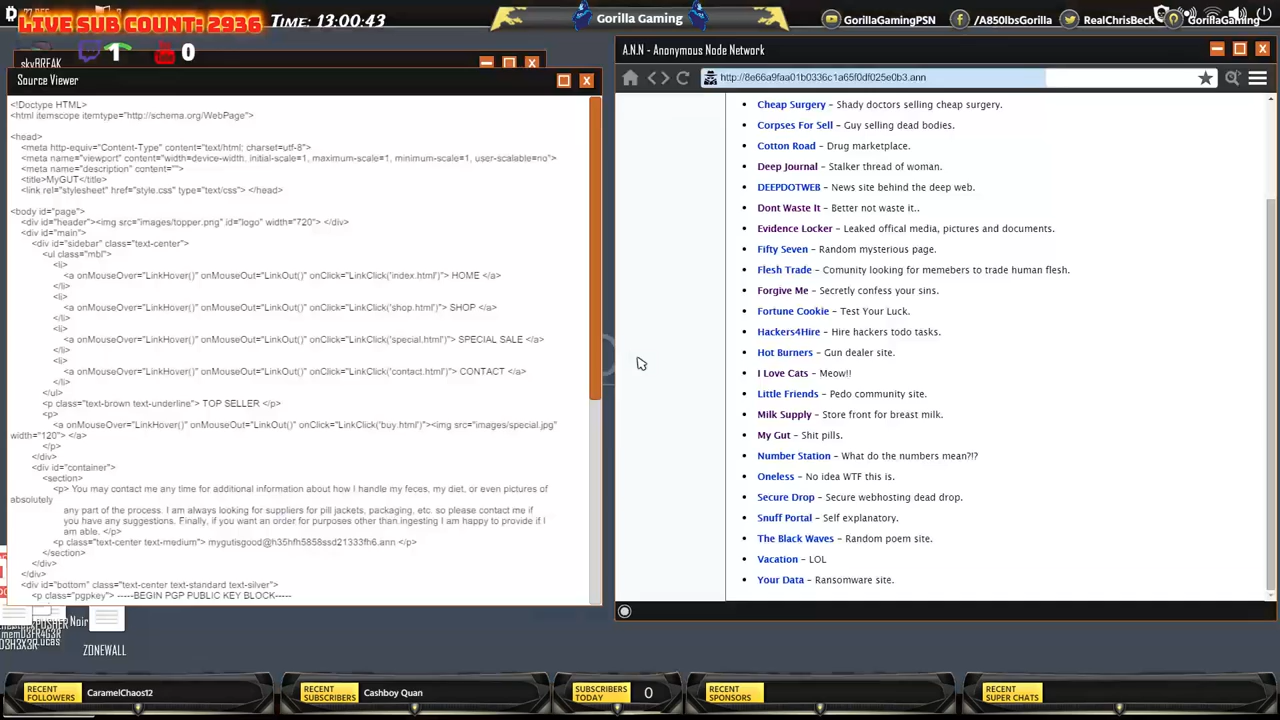 LIVE SUB COUNT: 2936
TIME: 13:00:43
Gorilla Gaming
GorillaGamingPSN
/A850lbsGorilla
RealChrisBeck
GorillaGaming
1
0
skyBREAK
Source Viewer
<!Doctype HTML>
<html itemscope itemtype="http://schema.org/WebPage">
<head>
<meta http-equiv="Content-Type" content="text/html; charset=utf-8">
<meta name="viewport" content="width=device-width, initial-scale=1, maximum-scale=1, minimum-scale=1, user-scalable=no">
<meta name="description" content="">
<title>MyGUT</title>
<link rel="stylesheet" href="style.css" type="text/css"> </head>
<body id="page">
<div id="header"><img src="images/topper.png" id="logo" width="720"> </div>
<div id="main">
<div id="sidebar" class="text-center">
<ul class="mbl">
<li>
<a onMouseOver="LinkHover()" onMouseOut="LinkOut()" onClick="LinkClick('index.html')"> HOME </a>
</li>
<li>
<a onMouseOver="LinkHover()" onMouseOut="LinkOut()" onClick="LinkClick('shop.html')"> SHOP </a>
</li>
<li>
<a onMouseOver="LinkHover()" onMouseOut="LinkOut()" onClick="LinkClick('special.html')"> SPECIAL SALE </a>
</li>
<li>
<a onMouseOver="LinkHover()" onMouseOut="LinkOut()" onClick="LinkClick('contact.html')"> CONTACT </a>
</li>
</ul>
<p class="text-brown text-underline"> TOP SELLER </p>
<p>
<a onMouseOver="LinkHover()" onMouseOut="LinkOut()" onClick="LinkClick('buy.html')"><img src="images/special.jpg"
width="120"> </a>
</p>
</div>
<div id="container">
<section>
<p> You may contact me any time for additional information about how I handle my feces, my diet, or even pictures of
absolutely
any part of the process. I am always looking for suppliers for pill jackets, packaging, etc. so please contact me if
you have any suggestions. Finally, if you want an order for purposes other than ingesting I am happy to provide if I
am able. </p>
<p class="text-center text-medium"> mygutisgood@h35hfh5858ssd21333fh6.ann </p>
</section>
</div>
</div>
<div id="bottom" class="text-center text-standard text-silver">
<p class="pgpkey"> -----BEGIN PGP PUBLIC KEY BLOCK-----
A.N.N - Anonymous Node Network
http://8e66a9faa01b0336c1a65f0df025e0b3.ann
Cheap Surgery - Shady doctors selling cheap surgery.
Corpses For Sell - Guy selling dead bodies.
Cotton Road - Drug marketplace.
Deep Journal - Stalker thread of woman.
DEEPDOTWEB - News site behind the deep web.
Dont Waste It - Better not waste it..
Evidence Locker - Leaked offical media, pictures and documents.
Fifty Seven - Random mysterious page.
Flesh Trade - Comunity looking for memebers to trade human flesh.
Forgive Me - Secretly confess your sins.
Fortune Cookie - Test Your Luck.
Hackers4Hire - Hire hackers todo tasks.
Hot Burners - Gun dealer site.
I Love Cats - Meow!!
Little Friends - Pedo community site.
Milk Supply - Store front for breast milk.
My Gut - Shit pills.
Number Station - What do the numbers mean?!?
Oneless - No idea WTF this is.
Secure Drop - Secure webhosting dead drop.
Snuff Portal - Self explanatory.
The Black Waves - Random poem site.
Vacation - LOL
Your Data - Ransomware site.
Lucas
ZONEWALL
RECENT FOLLOWERS
CaramelChaos12
RECENT SUBSCRIBERS
Cashboy Quan
SUBSCRIBERS TODAY
0
RECENT SPONSORS
RECENT SUPER CHATS